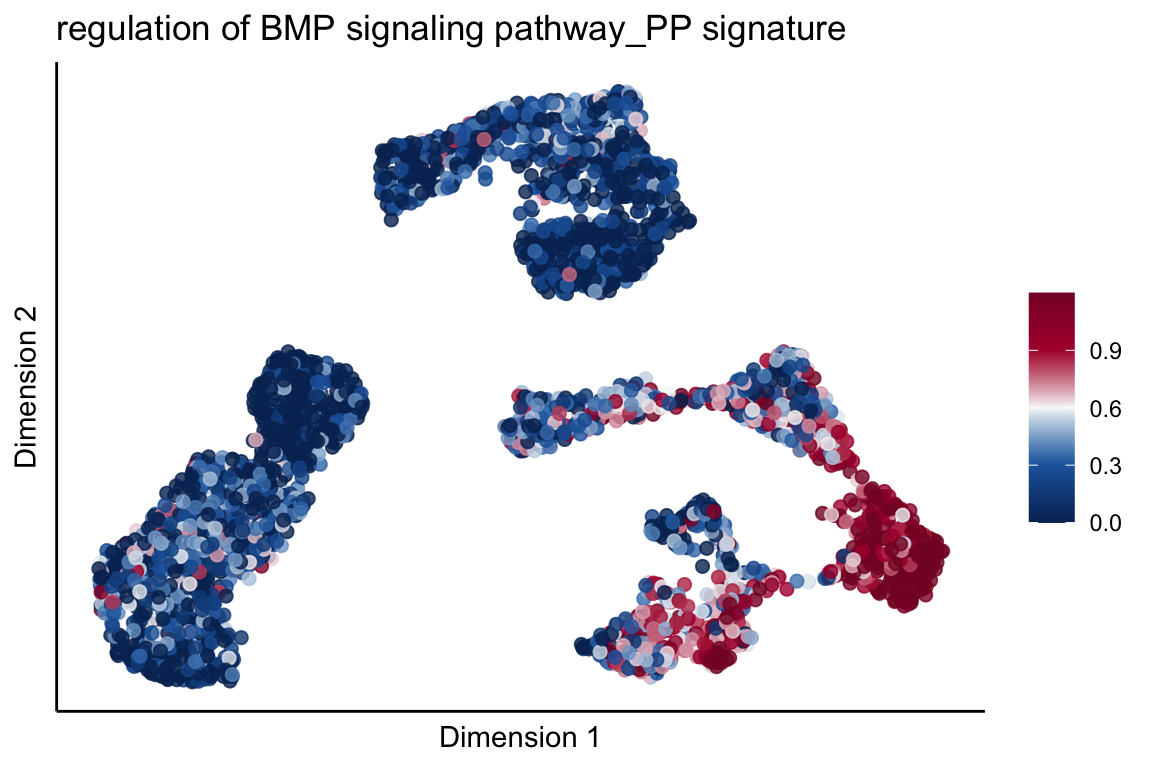 regulation of BMP signaling pathway_PP signature
Dimension 2
0.9
0.6
0.3
0.0
Dimension 1